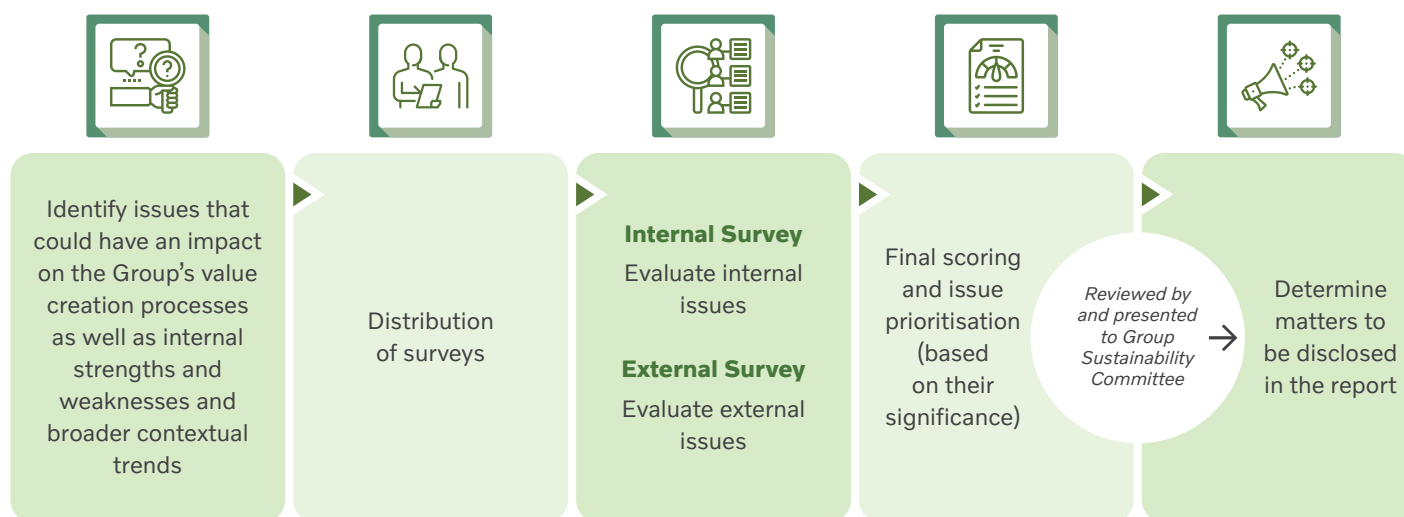 Identify issues that
could have an impact
on the Group’s value
creation processes
as well as internal
strengths and
weaknesses and
broader contextual
trends
Distribution
of surveys
Internal Survey
Evaluate internal
issues
External Survey
Evaluate external
issues
Final scoring
and issue
prioritisation
(based
on their
significance)
Reviewed by
and presented
to Group
Sustainability
Committee
Determine
matters to
be disclosed
in the report